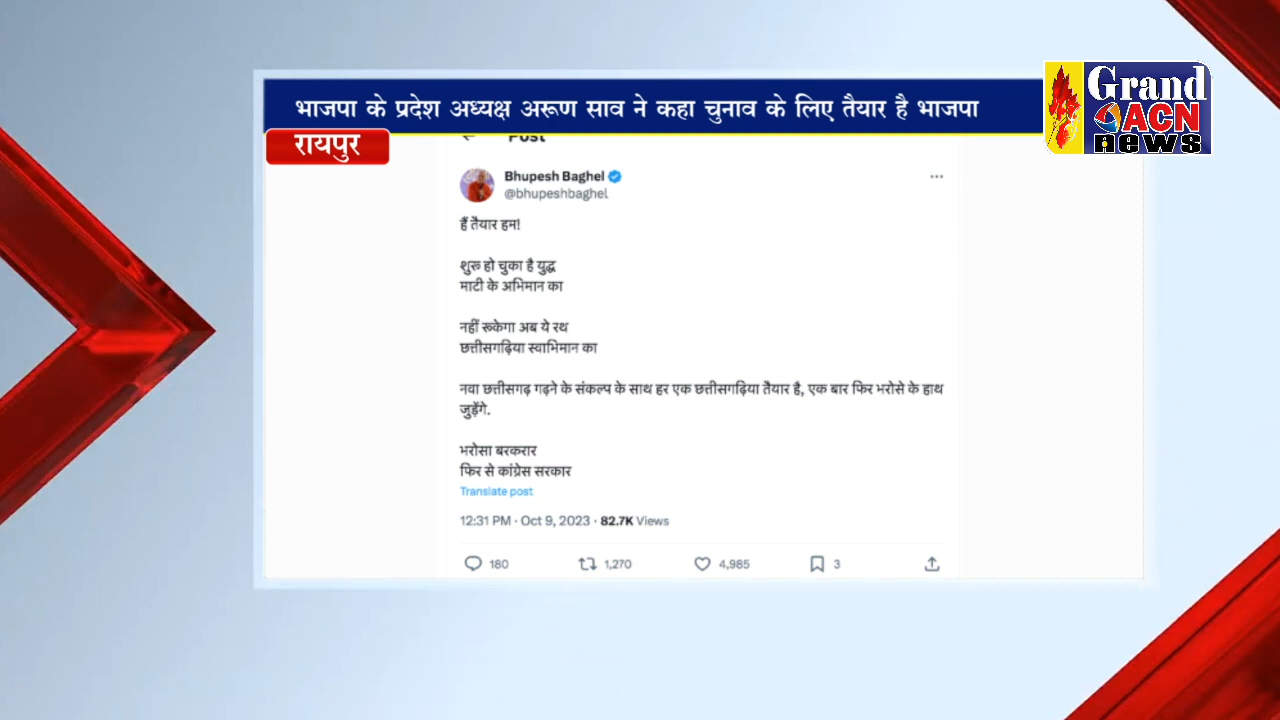 भाजपा के प्रदेश अध्यक्ष अरूण साव ने कहा चुनाव के लिए तैयार है भाजपा
Grand
ACN
news
रायपुर
Post
Bhupesh Baghel
@bhupeshbaghel
हैं तैयार हम!
शुरू हो चुका है युद्ध
माटी के अभिमान का
नहीं रूकेगा अब ये रथ
छत्तीसगढ़िया स्वाभिमान का
नवा छत्तीसगढ़ गढ़ने के संकल्प के साथ हर एक छत्तीसगढ़िया तैयार है, एक बार फिर भरोसे के हाथ
जुड़ेंगे.
भरोसा बरकरार
फिर से कांग्रेस सरकार
Translate post
12:31 PM · Oct 9, 2023 · 82.7K Views
180 1,270 4,985 3